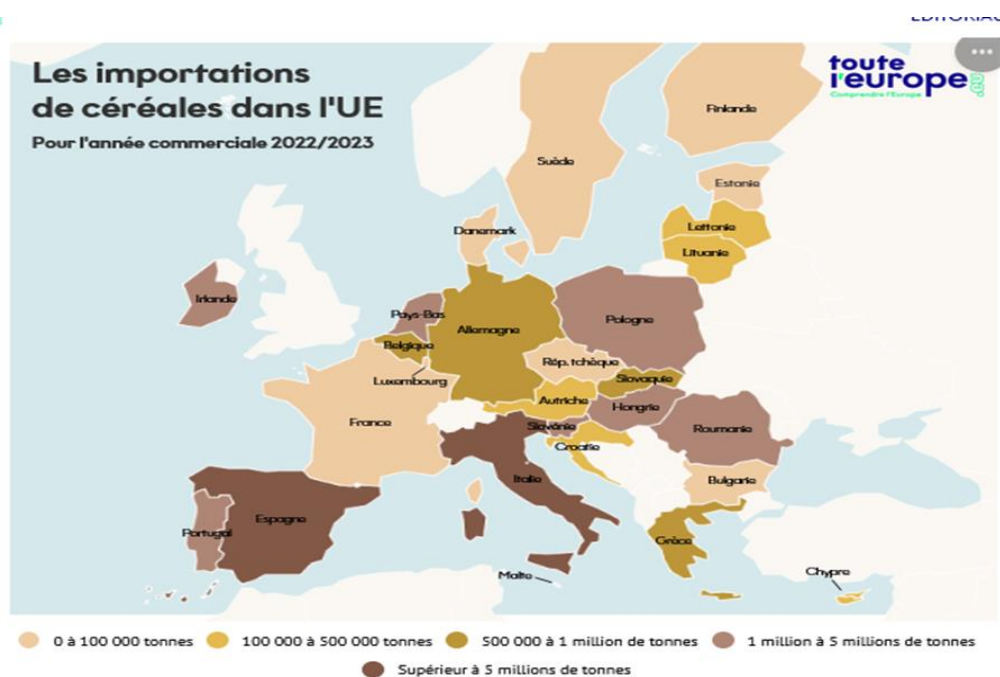 Les importations
de céréales dans l'UE
Pour l'année commerciale 2022/2023
toute
l'europe.eu
Comprendre l'Europe
Finlande
Suède
Estonie
Lettonie
Danemark
Lituanie
Irlande
Pays-Bas
Pologne
Allemagne
Belgique
Rép. tchèque
Luxembourg
Slovaquie
Autriche
Hongrie
France
Slovénie
Roumanie
Croatie
Italie
Bulgarie
Espagne
Portugal
Grèce
Malte
Chypre
0 à 100 000 tonnes
100 000 à 500 000 tonnes
500 000 à 1 million de tonnes
1 million à 5 millions de tonnes
Supérieur à 5 millions de tonnes